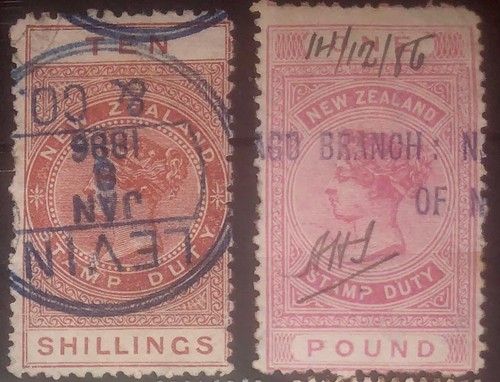 TEN
NEW ZEALAND
STAMP DUTY
SHILLINGS
LEVIN
JAN
8
1886
& CO
ONE
14/12/86
NEW ZEALAND
AGO BRANCH: N
OF N
STAMP DUTY
POUND